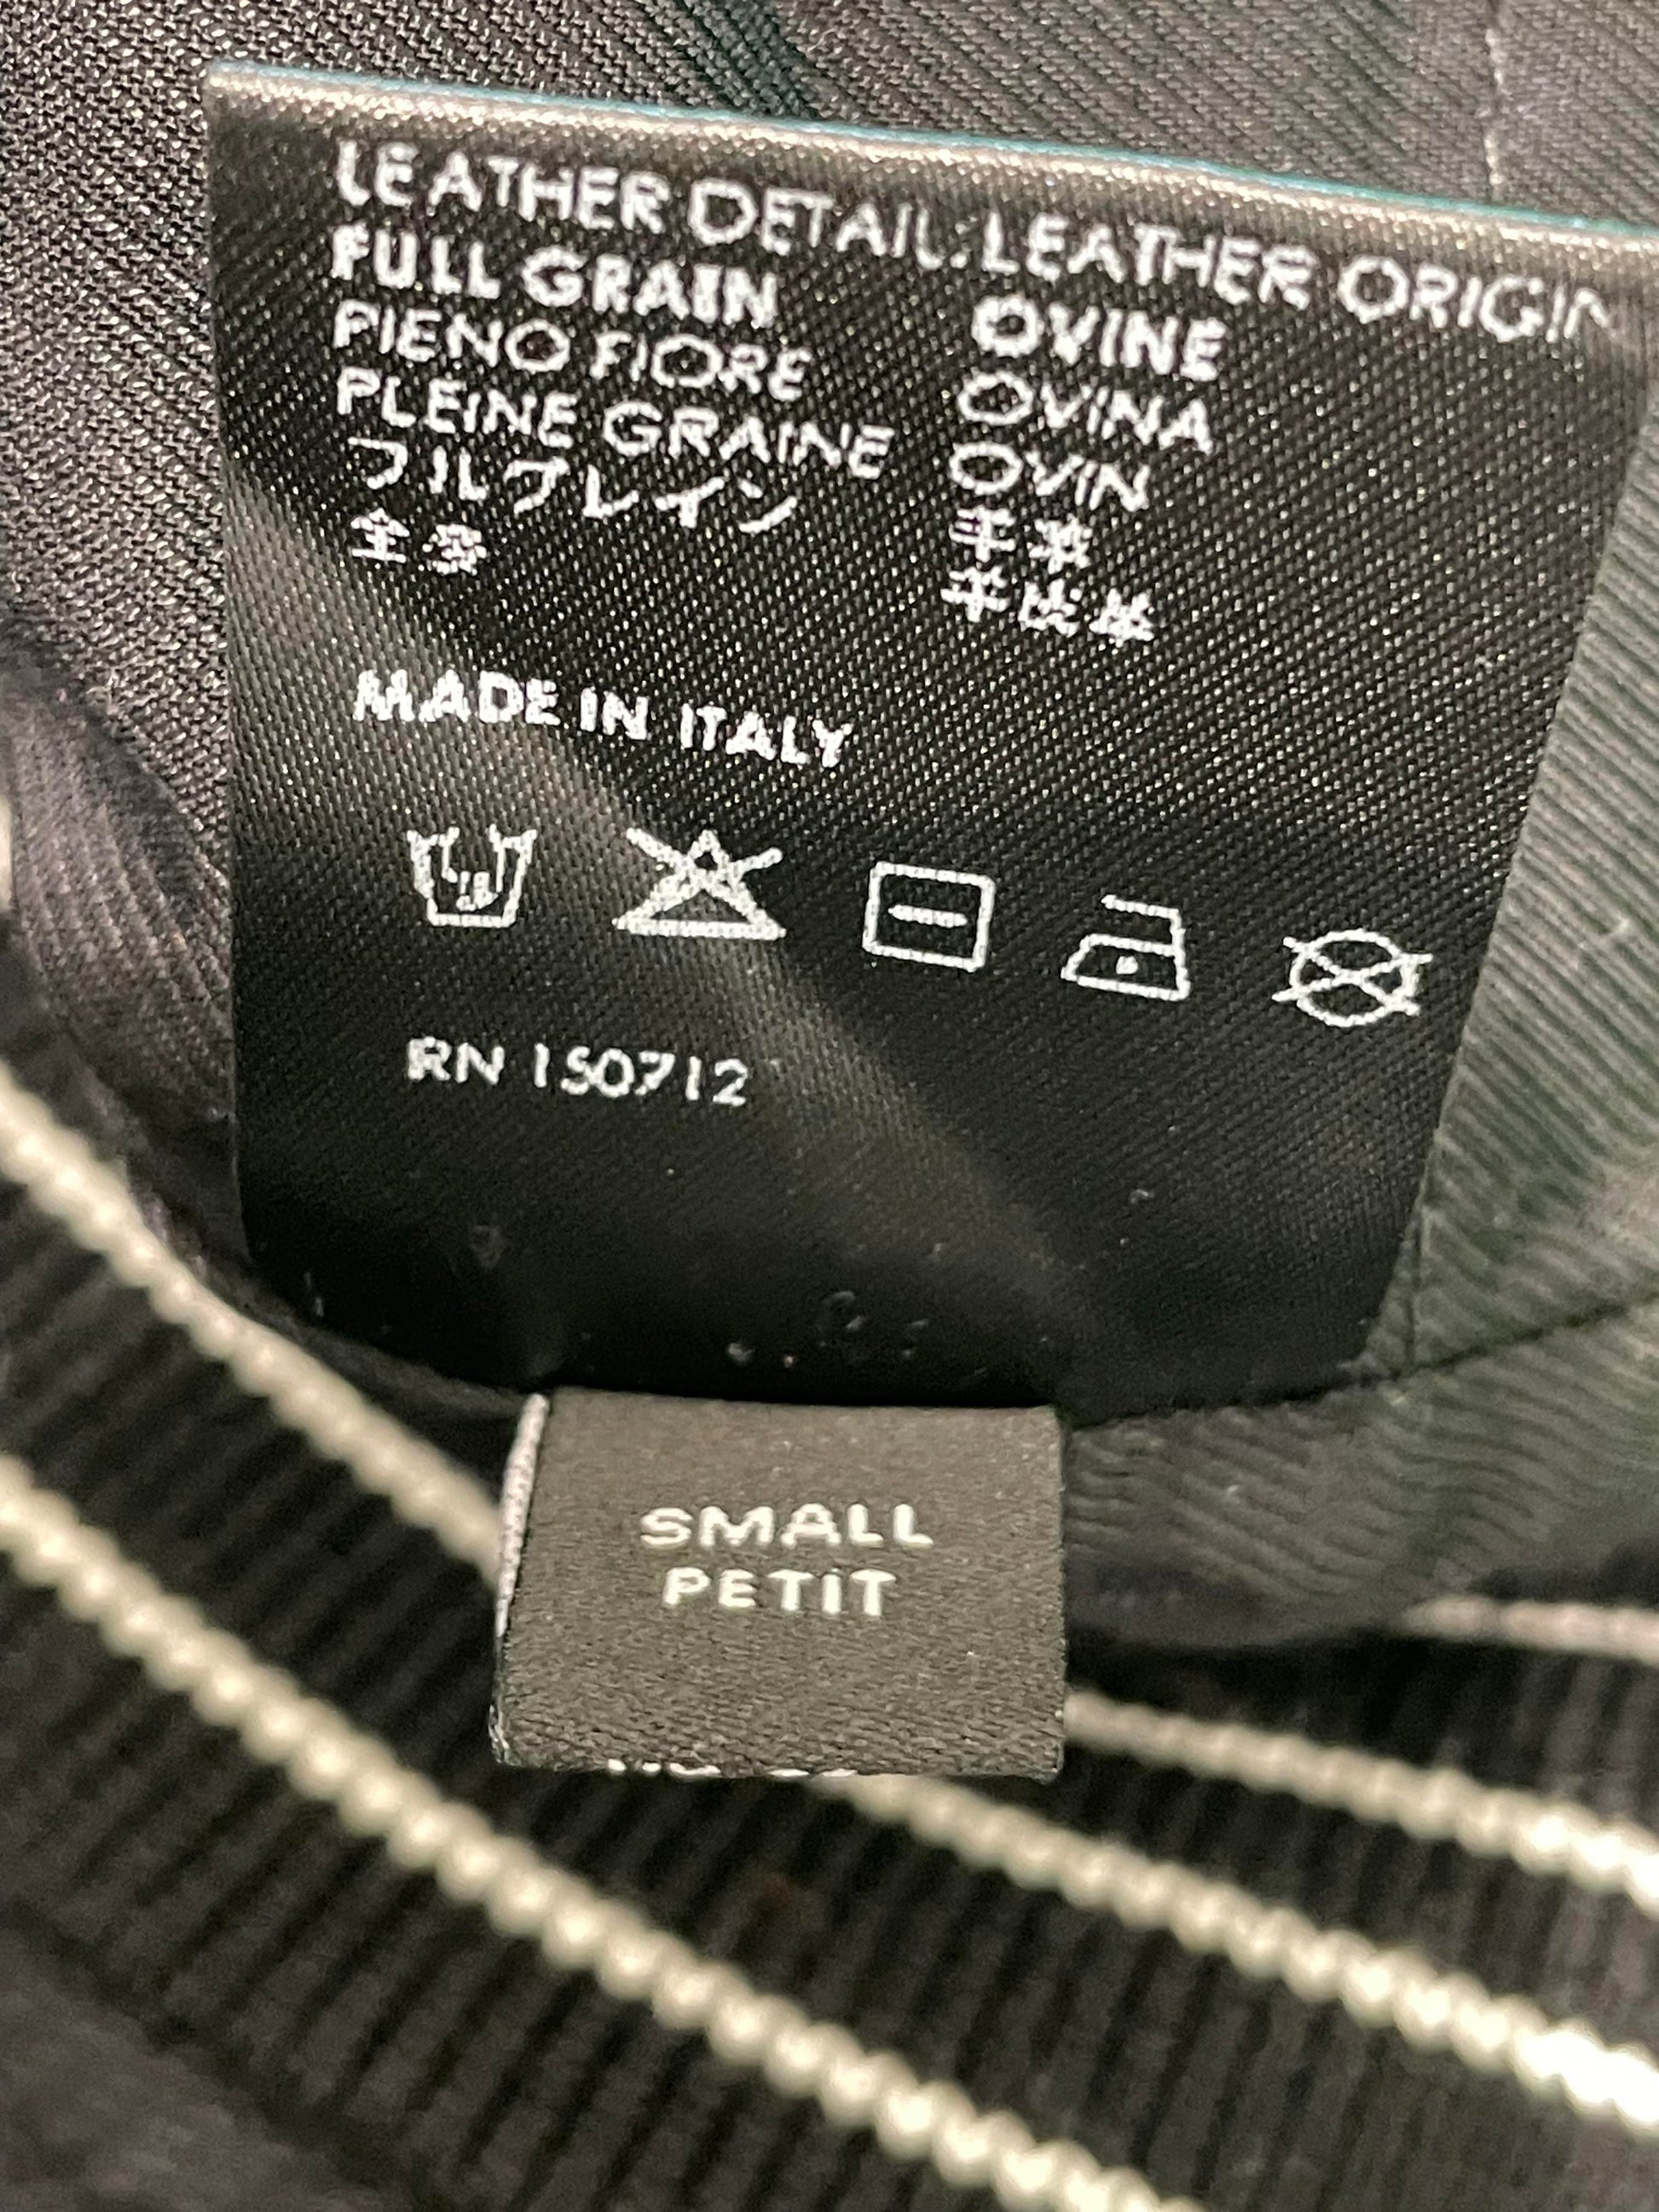 LEATHER DETAIL: LEATHER ORIGIN
FULL GRAIN OVINE
PIENO FIORE OVINA
PLEINE GRAINE OVIN
フルグレイン
MADE IN ITALY
RN 150712
SMALL
PETIT